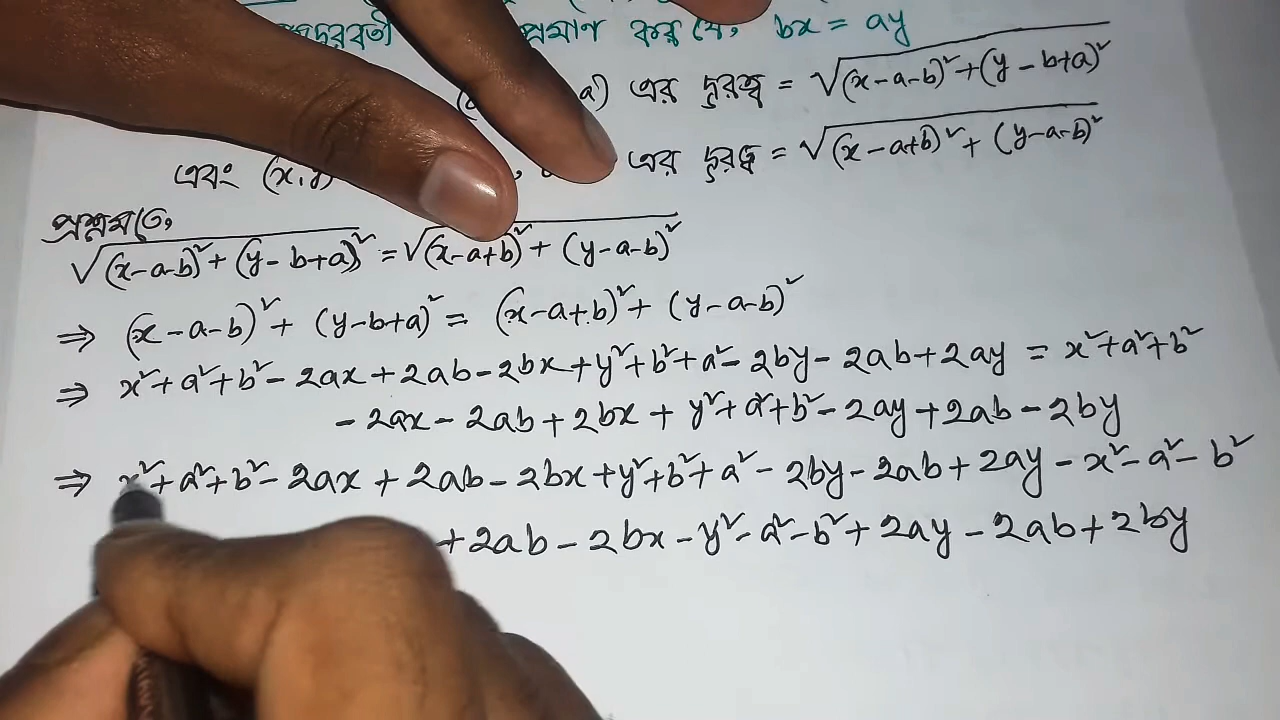 প্রমাণ কর যে, bx = ay
এর দূরত্ব = √(x-a-b)²+(y-b+a)²
এবং (x,y) এর দূরত্ব = √(x-a+b)²+(y-a-b)²
প্রশ্নমতে,
√(x-a-b)²+(y-b+a)² = √(x-a+b)²+(y-a-b)²
⇒ (x-a-b)²+(y-b+a)² = (x-a+b)²+(y-a-b)²
⇒ x²+a²+b²-2ax+2ab-2bx+y²+b²+a²-2by-2ab+2ay = x²+a²+b²
-2ax-2ab+2bx+y²+a²+b²-2ay+2ab-2by
⇒ x²+a²+b²-2ax+2ab-2bx+y²+b²+a²-2by-2ab+2ay-x²-a²-b²
+2ab-2bx-y²-a²-b²+2ay-2ab+2by